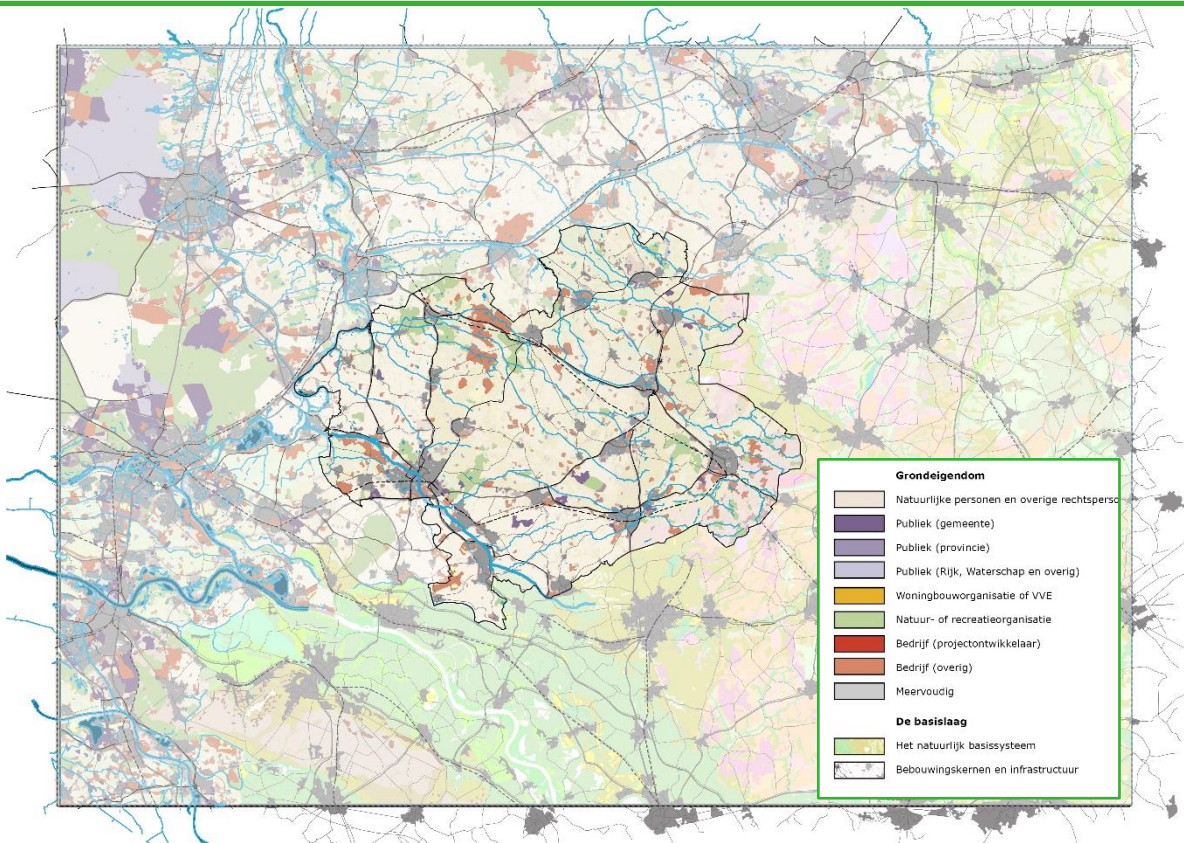 Grondeigendom
Natuurlijke personen en overige rechtsperso
Publiek (gemeente)
Publiek (provincie)
Publiek (Rijk, Waterschap en overig)
Woningbouworganisatie of VVE
Natuur- of recreatieorganisatie
Bedrijf (projectontwikkelaar)
Bedrijf (overig)
Meervoudig
De basislaag
Het natuurlijk basissysteem
Bebouwingskernen en infrastructuur